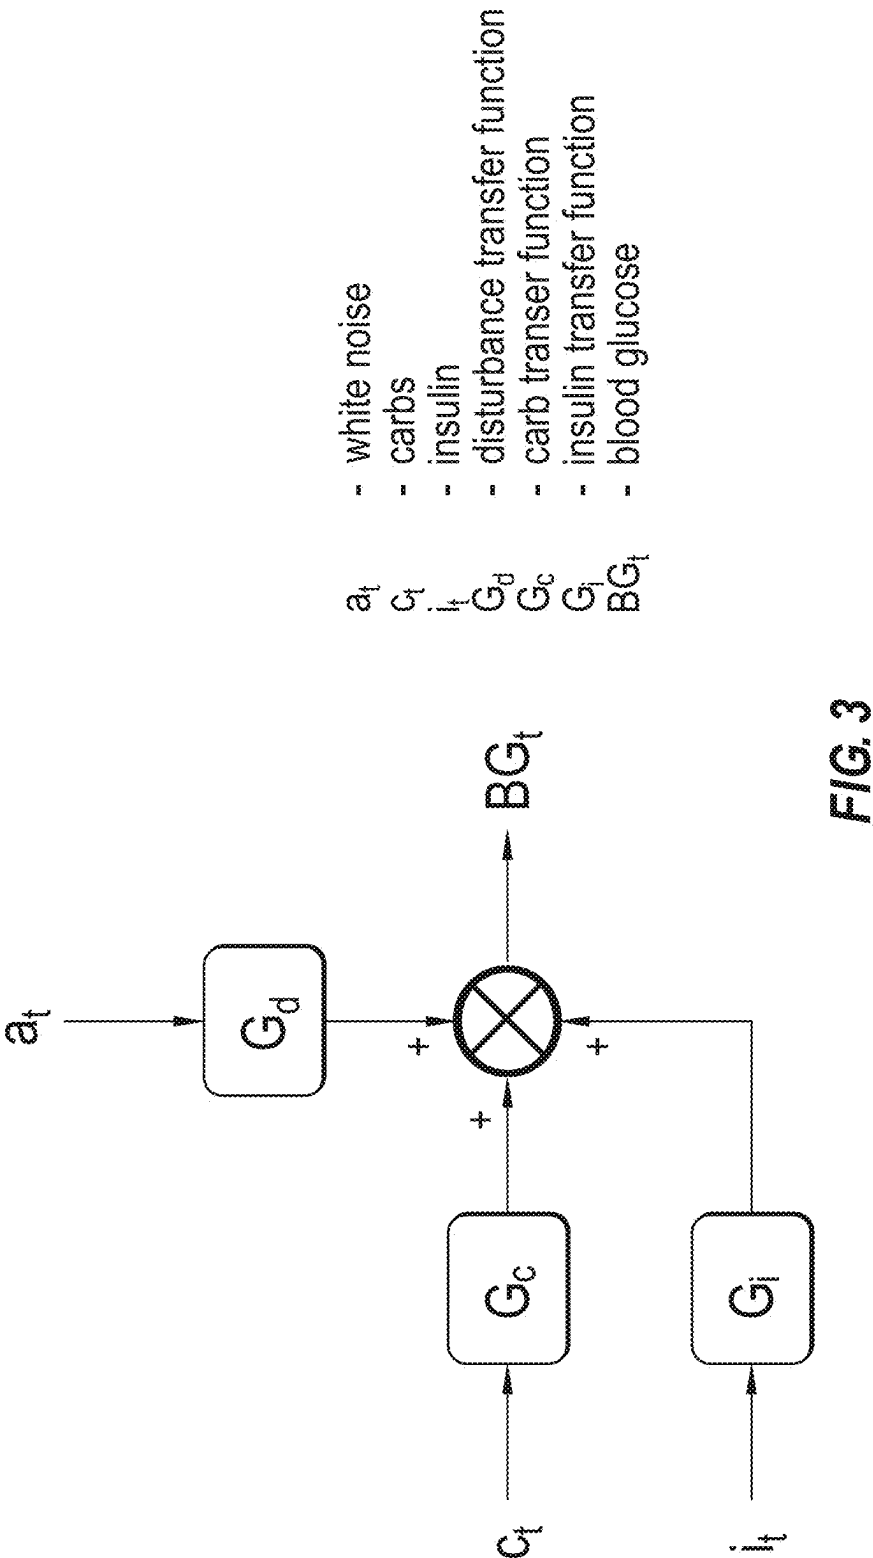 a_t
G_d
+
+
+
c_t
G_c
BG_t
i_t
G_i
a_t - white noise
c_t - carbs
i_t - insulin
G_d - disturbance transfer function
G_c - carb transer function
G_i - insulin transfer function
BG_t - blood glucose
FIG. 3